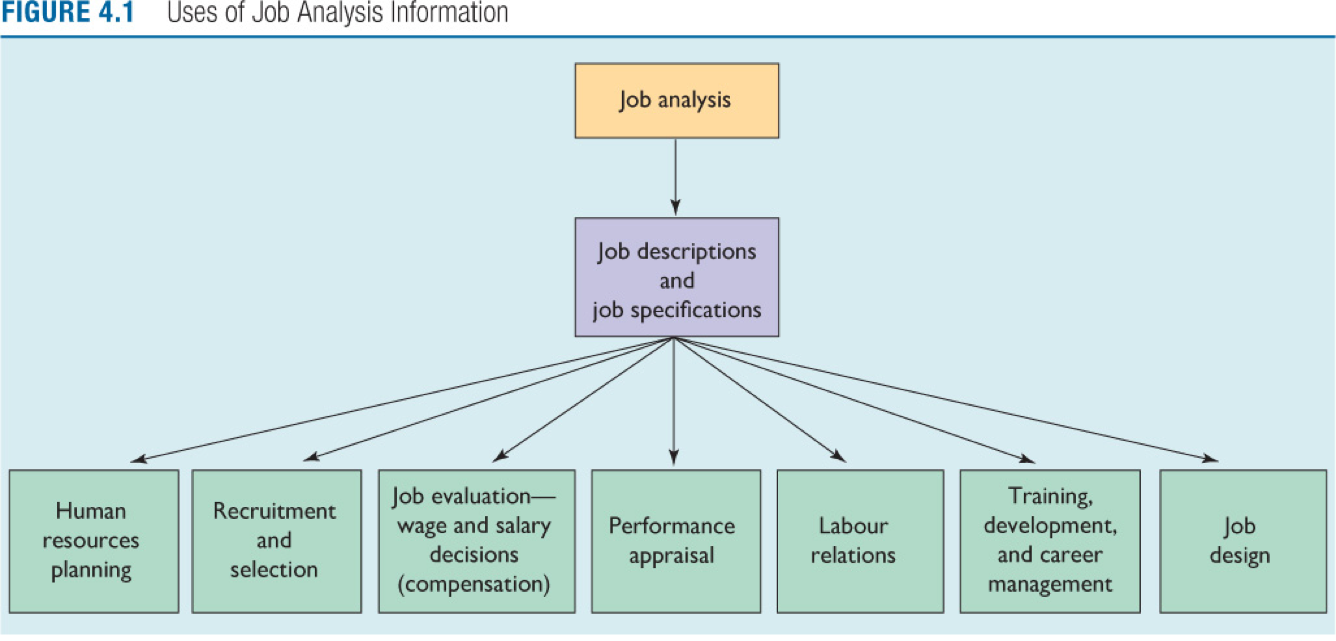 FIGURE 4.1 Uses of Job Analysis Information
Job analysis
Job descriptions
and
job specifications
Human
resources
planning
Recruitment
and
selection
Job evaluation—
wage and salary
decisions
(compensation)
Performance
appraisal
Labour
relations
Training,
development,
and career
management
Job
design